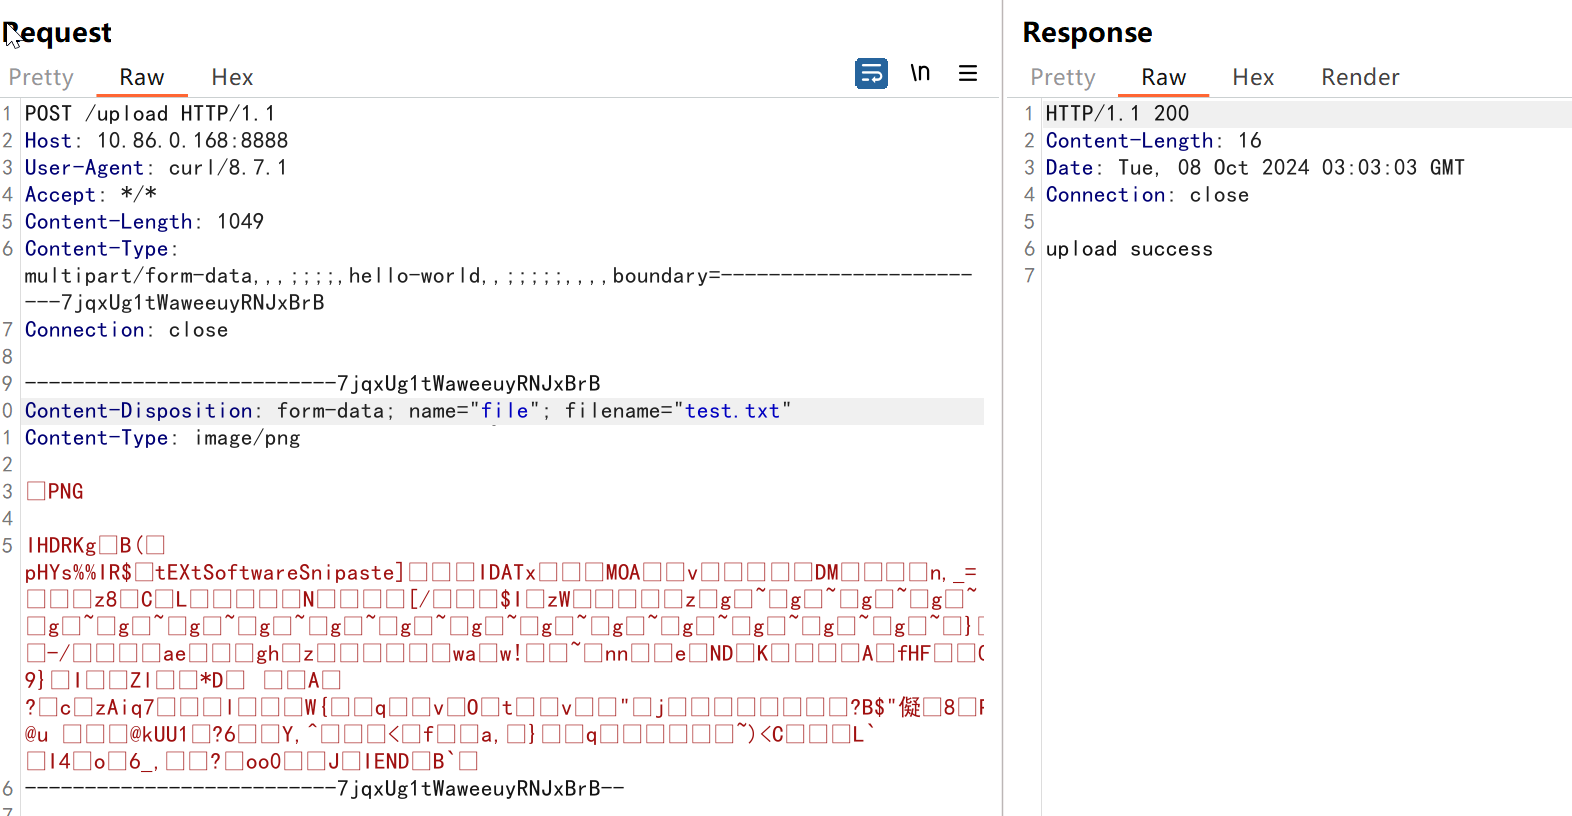 Request
Pretty Raw Hex
\n
1 POST /upload HTTP/1.1
2 Host: 10.86.0.168:8888
3 User-Agent: curl/8.7.1
4 Accept: */*
5 Content-Length: 1049
6 Content-Type:
multipart/form-data,,,;;;;,hello-world,,;;;;;,,,,boundary=---------------------
---7jqxUg1tWaweeuyRNJxBrB
7 Connection: close
8
9 --------------------------7jqxUg1tWaweeuyRNJxBrB
0 Content-Disposition: form-data; name="file"; filename="test.txt"
1 Content-Type: image/png
2
3 □PNG
4
5 IHDRKg□B(□
pHYs%%IR$□tEXtSoftwareSnipaste]□□□IDATx□□□MOA□□v□□□□□DM□□□□n,_=
□□□z8□C□L□□□□□N□□□□[/□□□$I□zW□□□□□z□g□~□g□~□g□~□g□~
□g□~□g□~□g□~□g□~□g□~□g□~□g□~□g□~□g□~□g□~□g□~□g□~□g□~□}□
□-/□□□□ae□□□gh□z□□□□□□wa□w!□□~□nn□□e□ND□K□□□□A□fHF□□
9}□I□□ZI□□*D□ □□A□
?□c□zAiq7□□□I□□□W{□□q□□v□O□t□□v□□"□j□□□□□□□□?B$"儗□8□
@u □□□@kUU1□?6□□Y,^□□□<□f□□a,□}□□q□□□□□□~)<C□□□L`
□I4□o□6_,□□?□oo0□□J□IEND□B`□
6 --------------------------7jqxUg1tWaweeuyRNJxBrB--
7
Response
Pretty Raw Hex Render
1 HTTP/1.1 200
2 Content-Length: 16
3 Date: Tue, 08 Oct 2024 03:03:03 GMT
4 Connection: close
5
6 upload success
7